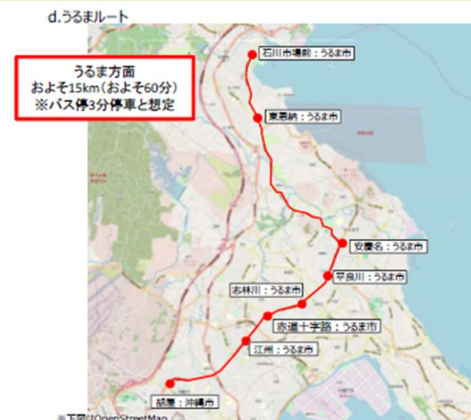 d.うるまルート
うるま方面
およそ15km(およそ60分)
※バス停3分停車と想定
石川市場前：うるま市
東恩納：うるま市
安慶名：うるま市
平良川：うるま市
志林川：うるま市
赤道十字路：うるま市
江洲：うるま市
胡屋：沖縄市
※下図はOpenStreetMap